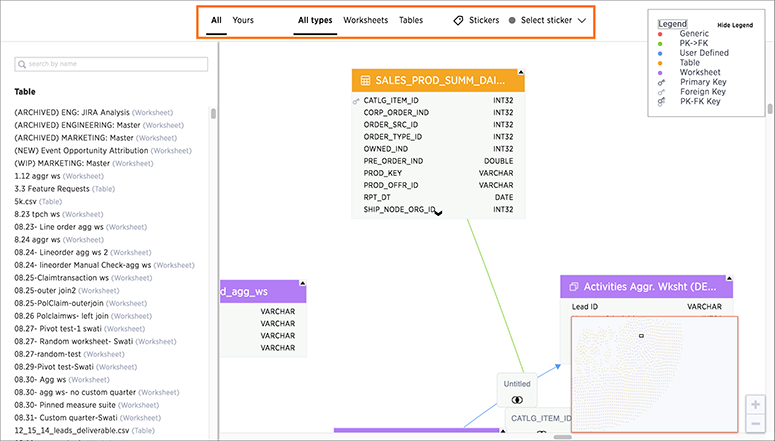 All Yours All types Worksheets Tables Stickers Select sticker
search by name
Table
(ARCHIVED) ENG: JIRA Analysis (Worksheet)
(ARCHIVED) ENGINEERING: Master (Worksheet)
(ARCHIVED) MARKETING: Master (Worksheet)
(NEW) Event Opportunity Attribution (Worksheet)
(WIP) MARKETING: Master (Worksheet)
1.12 aggr ws (Worksheet)
3.3 Feature Requests (Table)
5k.csv (Table)
8.23 tpch ws (Worksheet)
08.23- Line order agg ws (Worksheet)
8.24 aggr ws (Worksheet)
08.24- Lineorder agg ws 2 (Worksheet)
08.24- lineorder Manual Check-agg ws (Worksheet)
08.25-Claimtransaction ws (Worksheet)
08.25-outer join2 (Worksheet)
08.25-PolClaim-outerjoin (Worksheet)
08.26 Polclaimws- left join (Worksheet)
08.27- Pivot test-1 swati (Worksheet)
08.27- Random worksheet- Swati (Worksheet)
08.27-random-test (Worksheet)
08.29-Pivot test-Swati (Worksheet)
08.30- Agg ws (Worksheet)
08.30- agg ws- no custom quarter (Worksheet)
08.30- Pinned measure suite (Worksheet)
08.31- Custom quarter-Swati (Worksheet)
12_15_14_leads_deliverable.csv (Table)
SALES_PROD_SUMM_DAI...
CATLG_ITEM_ID INT32
CORP_ORDER_IND INT32
ORDER_SRC_ID INT32
ORDER_TYPE_ID INT32
OWNED_IND INT32
PRE_ORDER_IND DOUBLE
PROD_KEY VARCHAR
PROD_OFFR_ID VARCHAR
RPT_DT DATE
SHIP_NODE_ORG_ID INT32
Legend Hide Legend
Generic
PK->FK
User Defined
Table
Worksheet
Primary Key
Foreign Key
PK-FK Key
d_agg_ws
VARCHAR
VARCHAR
VARCHAR
VARCHAR
Activities Aggr. Wksht (DE...
Lead ID VARCHAR
Untitled
CATLG_ITEM_ID
+
−